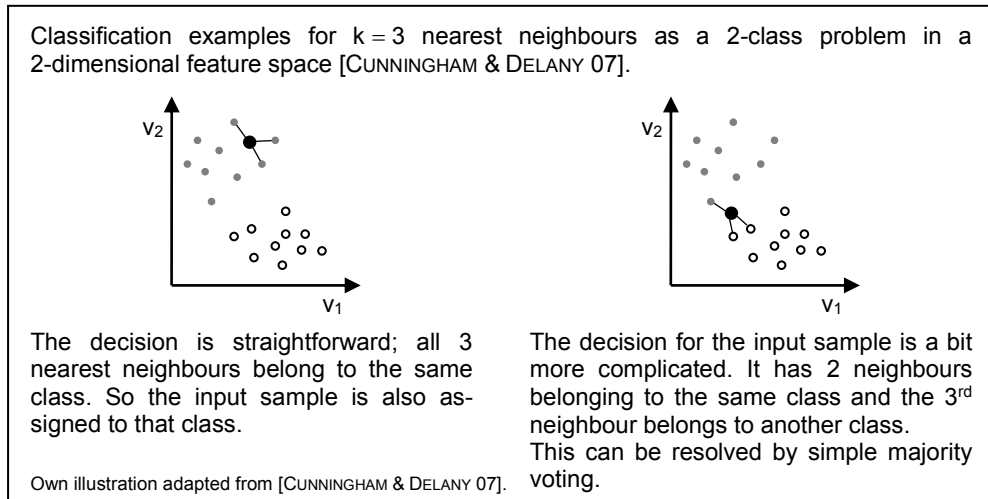 Classification examples for k = 3 nearest neighbours as a 2-class problem in a
2-dimensional feature space [CUNNINGHAM & DELANY 07].
v2
v1
The decision is straightforward; all 3
nearest neighbours belong to the same
class. So the input sample is also as-
signed to that class.
Own illustration adapted from [CUNNINGHAM & DELANY 07].
v2
v1
The decision for the input sample is a bit
more complicated. It has 2 neighbours
belonging to the same class and the 3rd
neighbour belongs to another class.
This can be resolved by simple majority
voting.